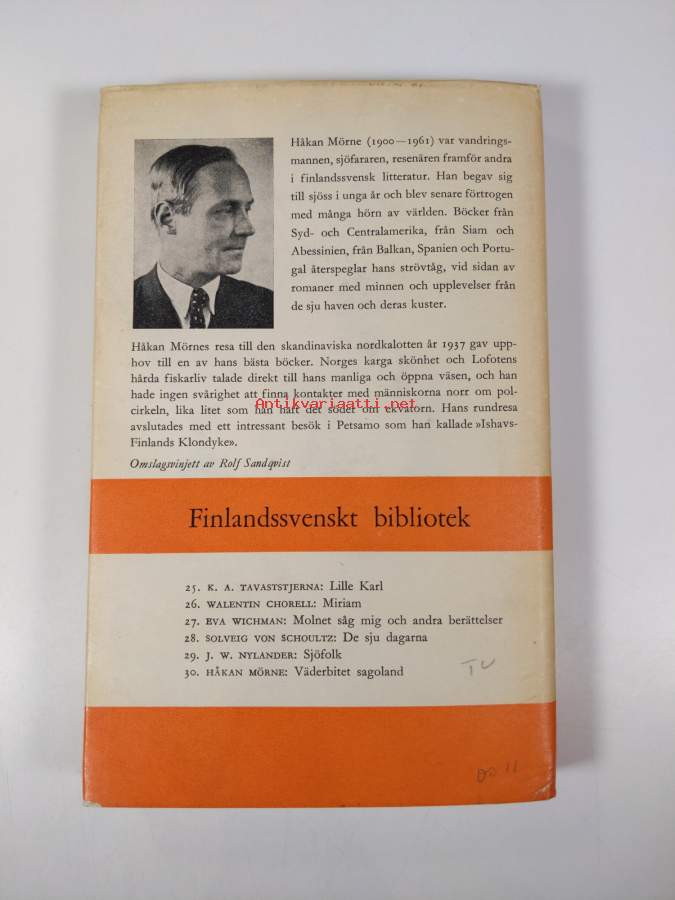 Håkan Mörne (1900—1961) var vandrings-
mannen, sjöfararen, resenären framför andra
i finlandssvensk litteratur. Han begav sig
till sjöss i unga år och blev senare förtrogen
med många hörn av världen. Böcker från
Syd- och Centralamerika, från Siam och
Abessinien, från Balkan, Spanien och Portu-
gal återspeglar hans strövtåg, vid sidan av
romaner med minnen och upplevelser från
de sju haven och deras kuster.
Håkan Mörnes resa till den skandinaviska nordkalotten år 1937 gav upp-
hov till en av hans bästa böcker. Norges karga skönhet och Lofotens
hårda fiskarliv talade direkt till hans manliga och öppna väsen, och han
hade ingen svårighet att finna kontakter med människorna norr om pol-
cirkeln, lika litet som han haft det söder om ekvatorn. Hans rundresa
avslutades med ett intressant besök i Petsamo som han kallade »Ishavs-
Finlands Klondyke».
Antikvariaatti.net
Omslagsvinjett av Rolf Sandqvist
Finlandssvenskt bibliotek
25. K. A. TAVASTSTJERNA: Lille Karl
26. WALENTIN CHORELL: Miriam
27. EVA WICHMAN: Molnet såg mig och andra berättelser
28. SOLVEIG VON SCHOULTZ: De sju dagarna
29. J. W. NYLANDER: Sjöfolk
30. HÅKAN MÖRNE: Väderbitet sagoland